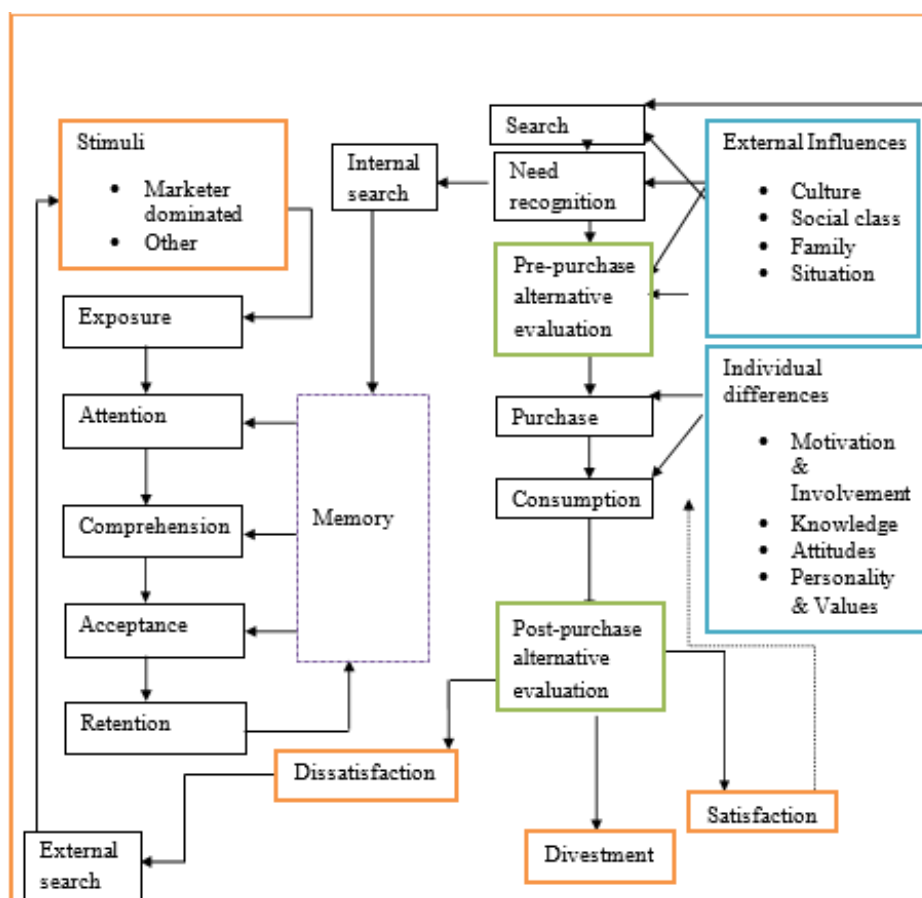 Stimuli
• Marketer
dominated
• Other
Exposure
Attention
Comprehension
Acceptance
Retention
External
search
Internal
search
Memory
Dissatisfaction
Search
Need
recognition
Pre-purchase
alternative
evaluation
Purchase
Consumption
Post-purchase
alternative
evaluation
Divestment
Satisfaction
External Influences
• Culture
• Social class
• Family
• Situation
Individual
differences
• Motivation
&
Involvement
• Knowledge
• Attitudes
• Personality
& Values